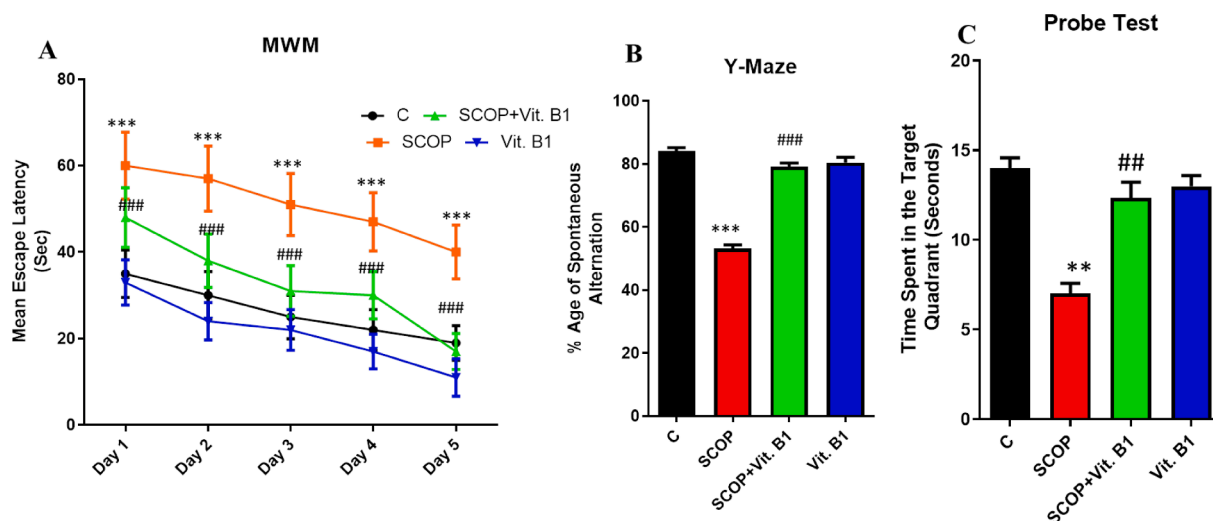 A
MWM
80
60
40
20
0
Mean Escape Latency
(Sec)
C
SCOP+Vit. B1
SCOP
Vit. B1
***
***
***
***
***
###
###
###
###
###
Day 1
Day 2
Day 3
Day 4
Day 5
B
Y-Maze
100
80
60
40
20
0
% Age of Spontaneous
Alternation
***
###
C
SCOP
SCOP+Vit. B1
Vit. B1
C
Probe Test
20
15
10
5
0
Time Spent in the Target
Quadrant (Seconds)
**
##
C
SCOP
SCOP+Vit. B1
Vit. B1